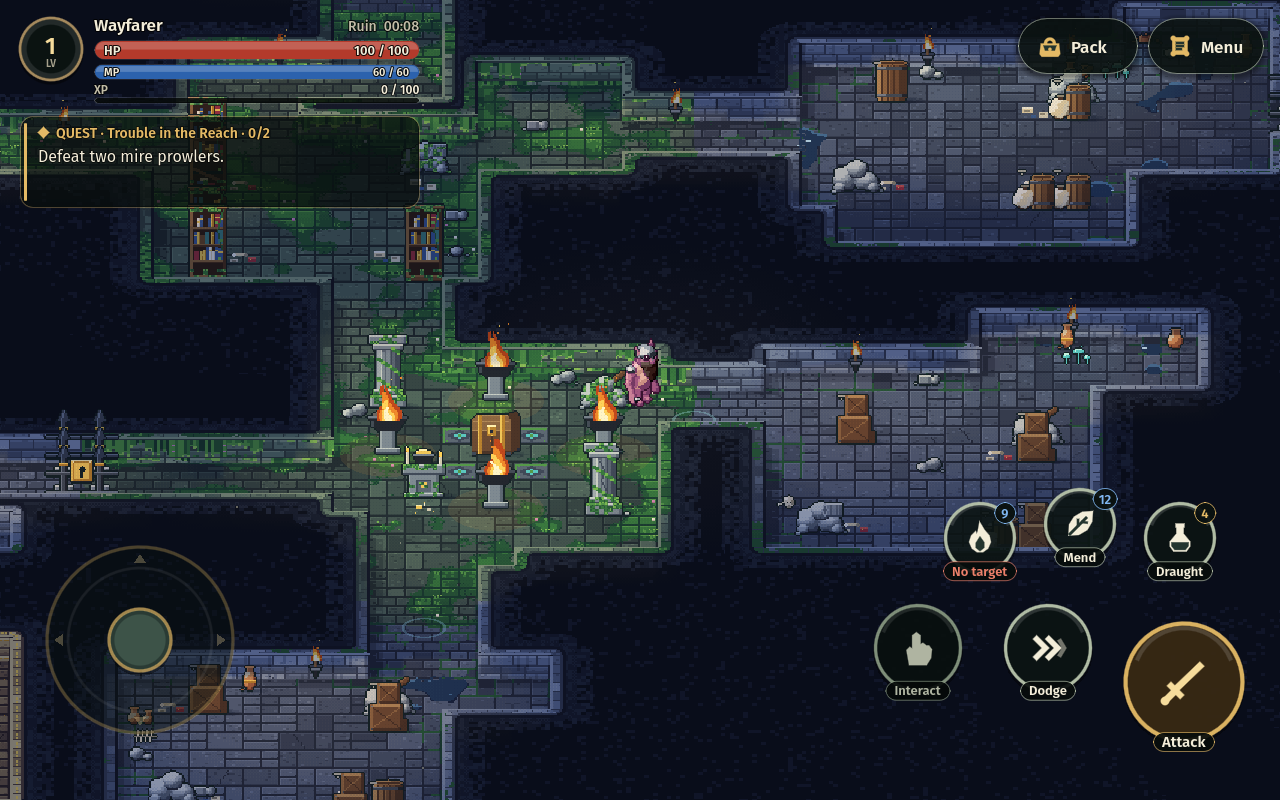 Wayfarer
Ruin 00:08
1
LV
HP
100 / 100
MP
60 / 60
XP
0 / 100
QUEST · Trouble in the Reach · 0/2
Defeat two mire prowlers.
Pack
Menu
9
No target
12
Mend
4
Draught
Interact
Dodge
Attack